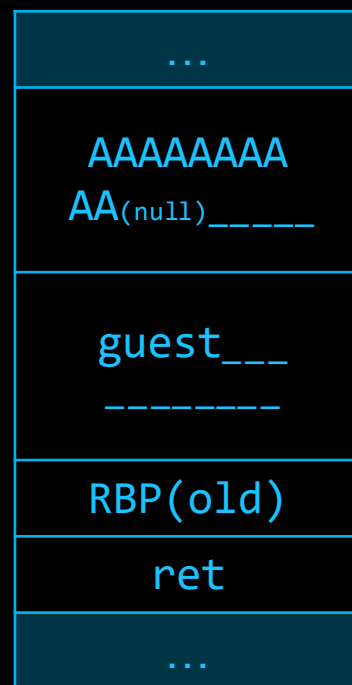 ...
AAAAAAAA
AA(null)_____
guest___
________
RBP(old)
ret
...